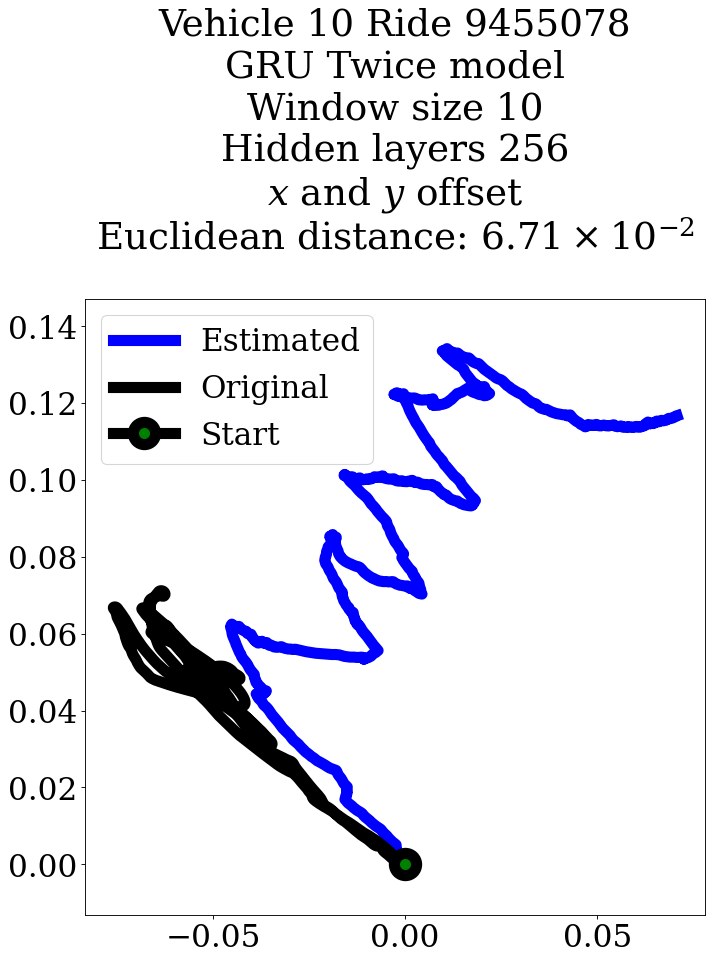 Vehicle 10 Ride 9455078
GRU Twice model
Window size 10
Hidden layers 256
x and y offset
Euclidean distance: 6.71 × 10⁻²
Estimated
Original
Start
0.14
0.12
0.10
0.08
0.06
0.04
0.02
0.00
−0.05 0.00 0.05